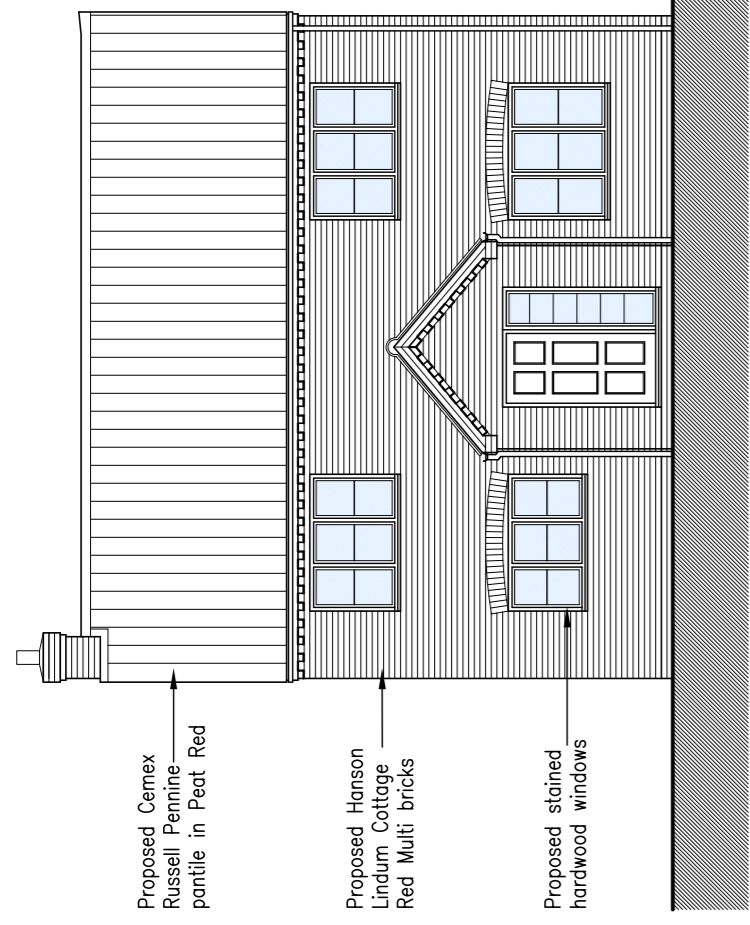 Proposed Cemex
Russell Pennine
pantile in Peat Red
Proposed Hanson
Lindum Cottage
Red Multi bricks
Proposed stained
hardwood windows